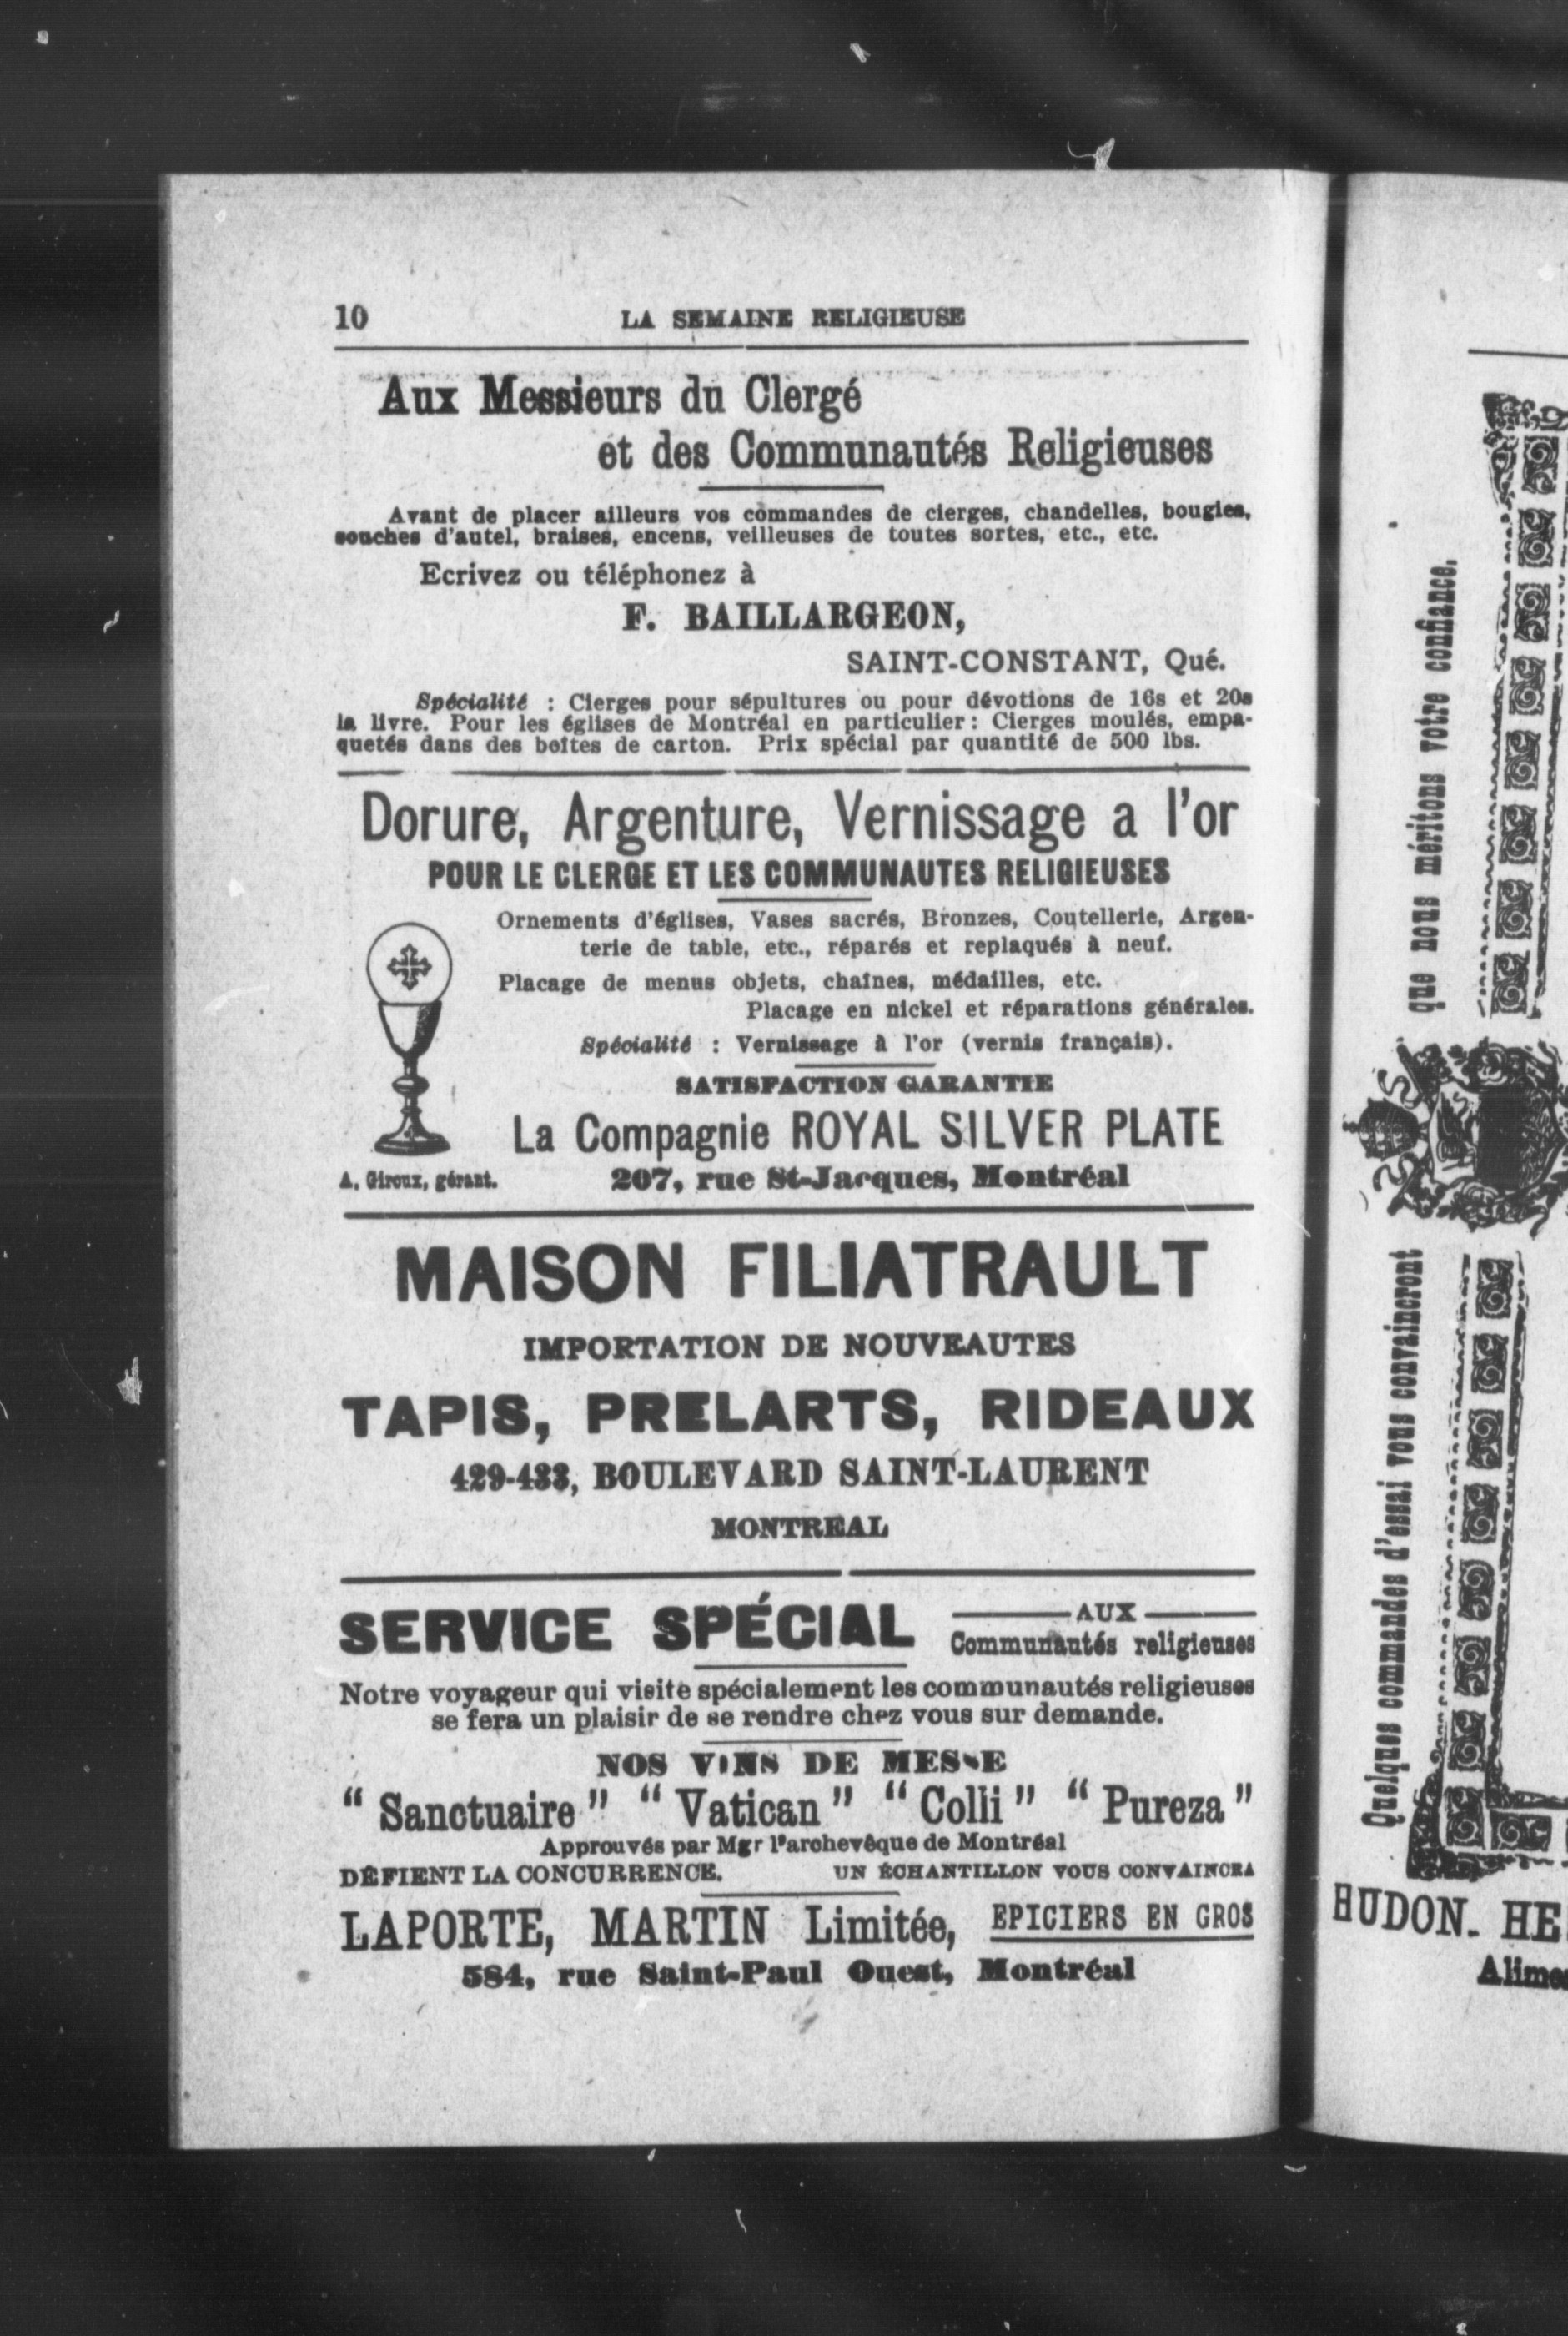 10 LA SEMAINE RELIGIEUSE
Aux Messieurs du Clergé
et des Communautés Religieuses
Avant de placer ailleurs vos commandes de cierges, chandelles, bougies,
souches d'autel, braises, encens, veilleuses de toutes sortes, etc., etc.
Ecrivez ou téléphonez à
F. BAILLARGEON,
SAINT-CONSTANT, Qué.
Spécialité : Cierges pour sépultures ou pour dévotions de 16s et 20s
la livre. Pour les églises de Montréal en particulier : Cierges moulés, empa-
quetés dans des boîtes de carton. Prix spécial par quantité de 500 lbs.
Dorure, Argenture, Vernissage a l'or
POUR LE CLERGE ET LES COMMUNAUTES RELIGIEUSES
Ornements d'églises, Vases sacrés, Bronzes, Coutellerie, Argen-
terie de table, etc., réparés et replaqués à neuf.
Placage de menus objets, chaînes, médailles, etc.
Placage en nickel et réparations générales.
Spécialité : Vernissage à l'or (vernis français).
SATISFACTION GARANTIE
La Compagnie ROYAL SILVER PLATE
A. Giroux, gérant. 207, rue St-Jacques, Montréal
MAISON FILIATRAULT
IMPORTATION DE NOUVEAUTES
TAPIS, PRELARTS, RIDEAUX
429-433, BOULEVARD SAINT-LAURENT
MONTREAL
SERVICE SPÉCIAL AUX
Communautés religieuses
Notre voyageur qui visite spécialement les communautés religieuses
se fera un plaisir de se rendre chez vous sur demande.
NOS VINS DE MESSE
“ Sanctuaire ” “ Vatican ” “ Colli ” “ Pureza ”
Approuvés par Mgr l'archevêque de Montréal
DÉFIENT LA CONCURRENCE. UN ÉCHANTILLON VOUS CONVAINCRA
LAPORTE, MARTIN Limitée, EPICIERS EN GROS
584, rue Saint-Paul Ouest, Montréal
Quelques commandes d'essai vous convaincront
que nous méritons votre confiance.
HUDON. HE
Alime